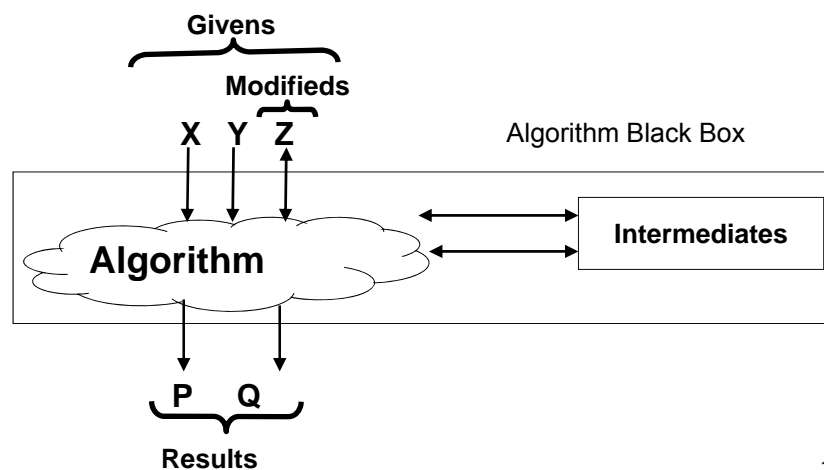 Givens
Modifieds
X Y Z
Algorithm Black Box
Algorithm
Intermediates
P Q
Results